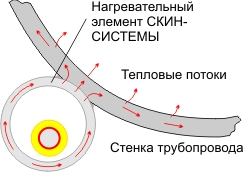 Нагревательный
элемент СКИН-
СИСТЕМЫ
Тепловые потоки
Стенка трубопровода